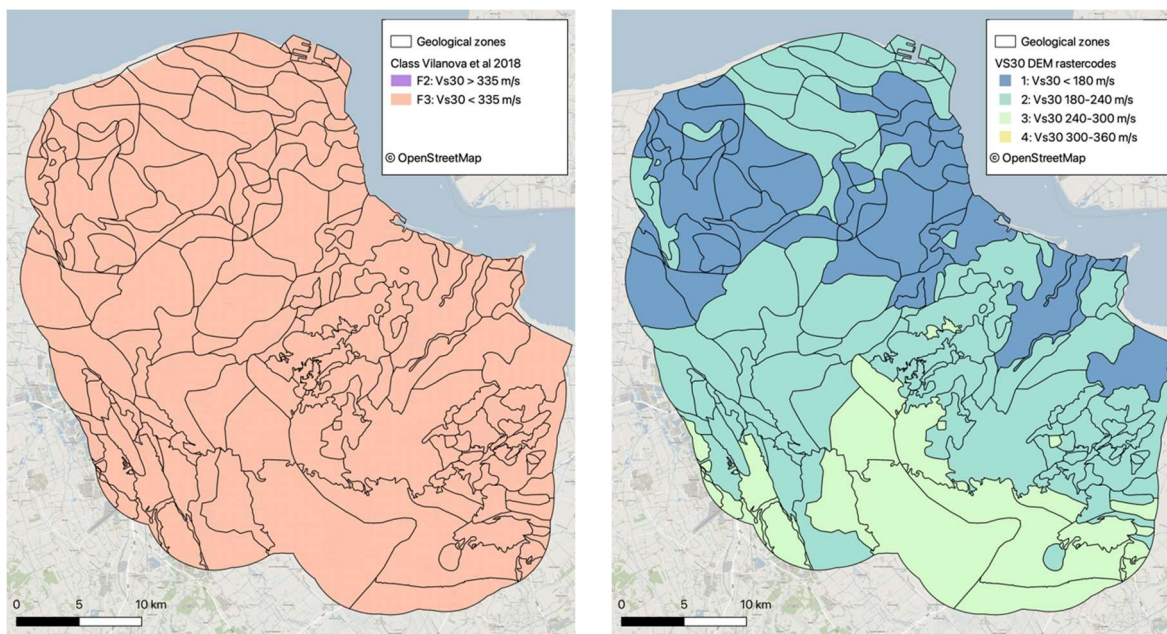 Geological zones
Class Vilanova et al 2018
F2: Vs30 > 335 m/s
F3: Vs30 < 335 m/s
© OpenStreetMap
0 5 10 km
Geological zones
VS30 DEM rastercodes
1: Vs30 < 180 m/s
2: Vs30 180-240 m/s
3: Vs30 240-300 m/s
4: Vs30 300-360 m/s
© OpenStreetMap
0 5 10 km